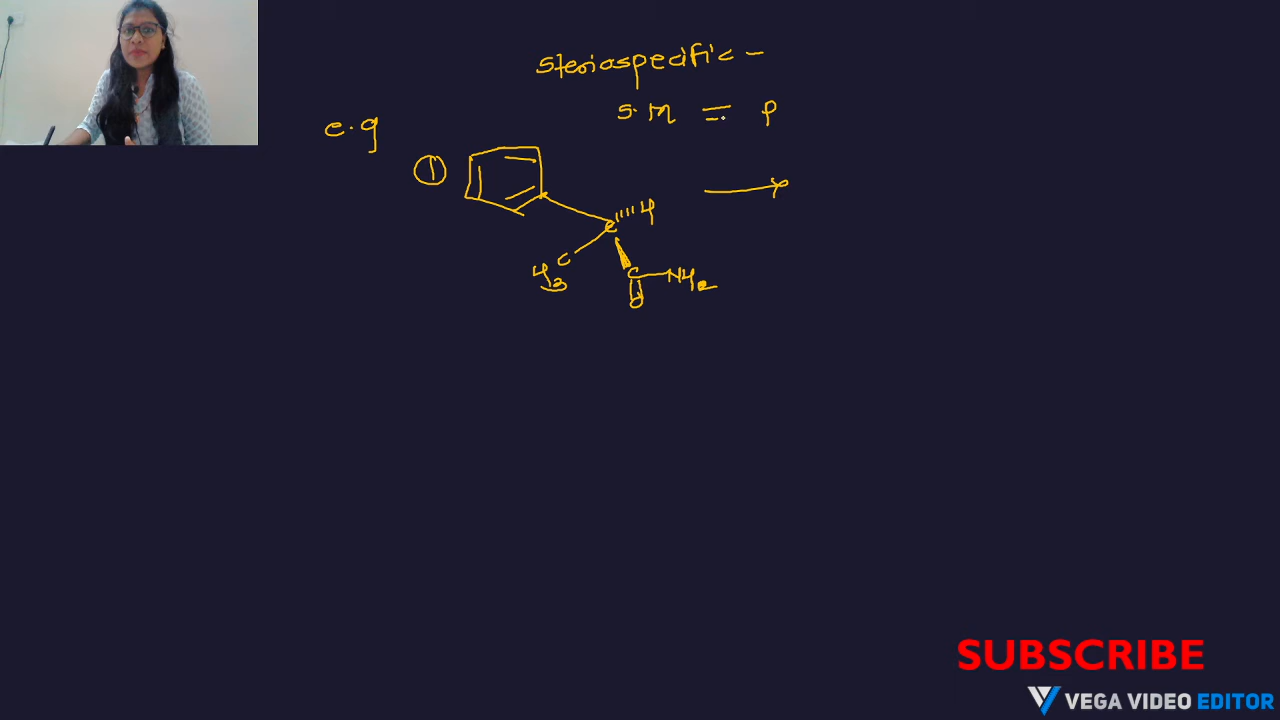 steriospecific -
S.M = P
e.g
①
C '''' H
H3C
C - NH2
O
SUBSCRIBE
VEGA VIDEO EDITOR